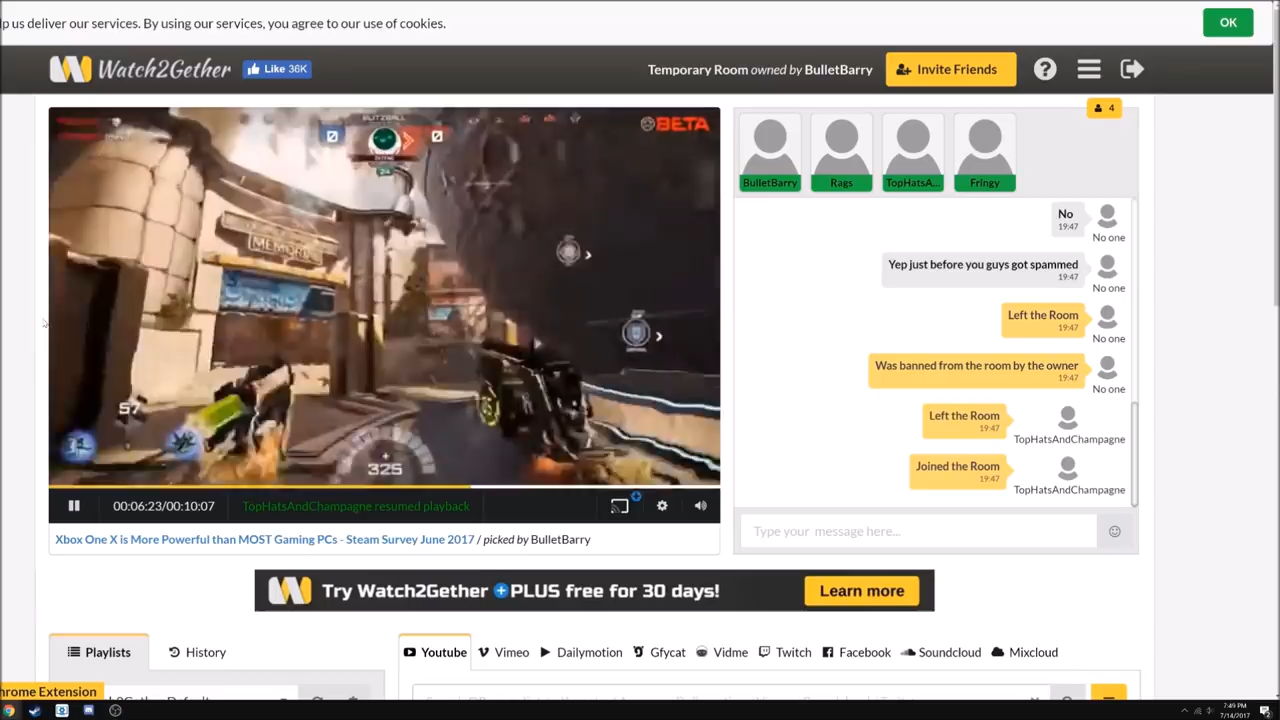 p us deliver our services. By using our services, you agree to our use of cookies.
OK
Watch2Gether
Like 36K
Temporary Room owned by BulletBarry
Invite Friends
4
BLITZBALL
0
0
DEFEND
24
BETA
MEMORY
57
325
BulletBarry
Rags
TopHatsA...
Fringy
No
19:47
No one
Yep just before you guys got spammed
19:47
No one
Left the Room
19:47
No one
Was banned from the room by the owner
19:47
No one
Left the Room
19:47
TopHatsAndChampagne
Joined the Room
19:47
TopHatsAndChampagne
00:06:23/00:10:07
TopHatsAndChampagne resumed playback
Type your message here...
Xbox One X is More Powerful than MOST Gaming PCs - Steam Survey June 2017 / picked by BulletBarry
Try Watch2Gether PLUS free for 30 days!
Learn more
Playlists
History
Youtube
Vimeo
Dailymotion
Gfycat
Vidme
Twitch
Facebook
Soundcloud
Mixcloud
hrome Extension
7:49 PM
7/14/2017